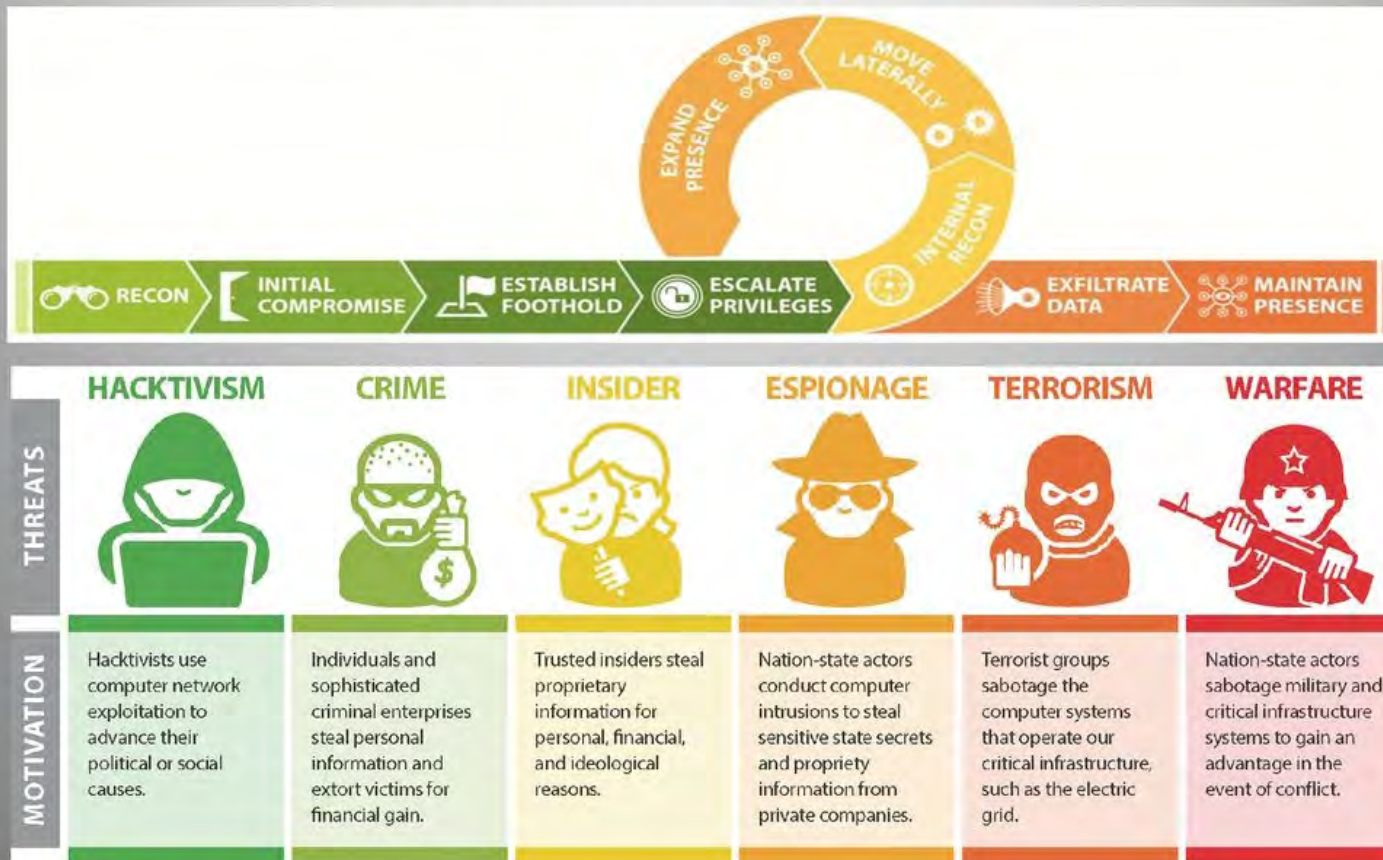 EXPAND
PRESENCE
MOVE
LATERALLY
INTERNAL
RECON
RECON
INITIAL
COMPROMISE
ESTABLISH
FOOTHOLD
ESCALATE
PRIVILEGES
EXFILTRATE
DATA
MAINTAIN
PRESENCE
THREATS
HACKTIVISM
CRIME
INSIDER
ESPIONAGE
TERRORISM
WARFARE
$
MOTIVATION
Hacktivists use
computer network
exploitation to
advance their
political or social
causes.
Individuals and
sophisticated
criminal enterprises
steal personal
information and
extort victims for
financial gain.
Trusted insiders steal
proprietary
information for
personal, financial,
and ideological
reasons.
Nation-state actors
conduct computer
intrusions to steal
sensitive state secrets
and propriety
information from
private companies.
Terrorist groups
sabotage the
computer systems
that operate our
critical infrastructure,
such as the electric
grid.
Nation-state actors
sabotage military and
critical infrastructure
systems to gain an
advantage in the
event of conflict.